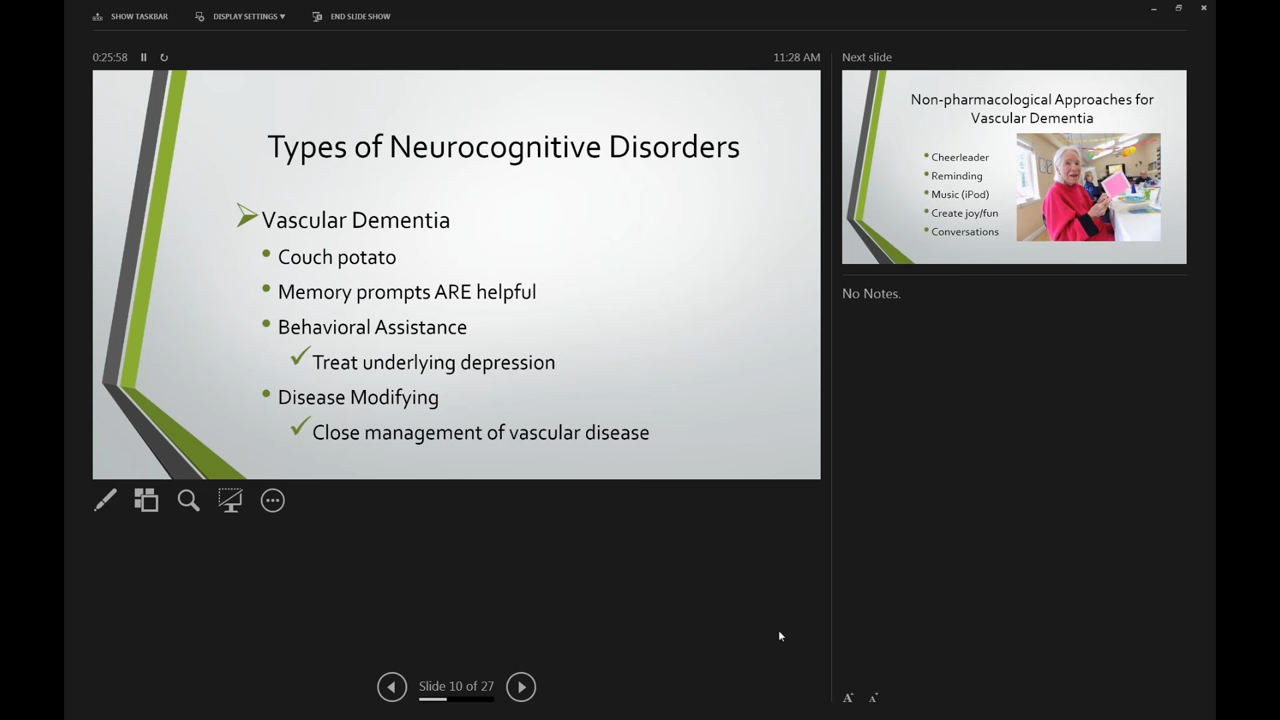 SHOW TASKBAR
DISPLAY SETTINGS ▼
END SLIDE SHOW
0:25:58
11:28 AM
Types of Neurocognitive Disorders
Vascular Dementia
Couch potato
Memory prompts ARE helpful
Behavioral Assistance
Treat underlying depression
Disease Modifying
Close management of vascular disease
Slide 10 of 27
Next slide
Non-pharmacological Approaches for
Vascular Dementia
Cheerleader
Reminding
Music (iPod)
Create joy/fun
Conversations
No Notes.
A A